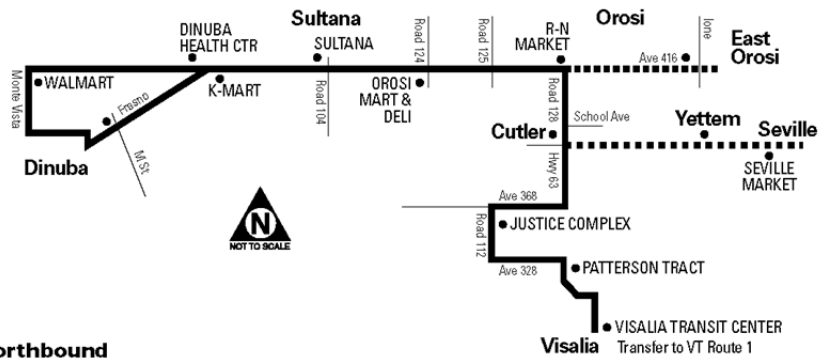 Sultana
Orosi
DINUBA
HEALTH CTR
SULTANA
Road 124
Road 125
R-N
MARKET
Ione
East
Orosi
Ave 416
Monte Vista
WALMART
K-MART
Fresno
Road 104
OROSI
MART &
DELI
Road 128
School Ave
Cutler
Yettem
Seville
SEVILLE
MARKET
Dinuba
M St
Hwy 63
Ave 368
N
NOT TO SCALE
Road 112
JUSTICE COMPLEX
Ave 328
PATTERSON TRACT
VISALIA TRANSIT CENTER
Visalia
Transfer to VT Route 1
orthbound